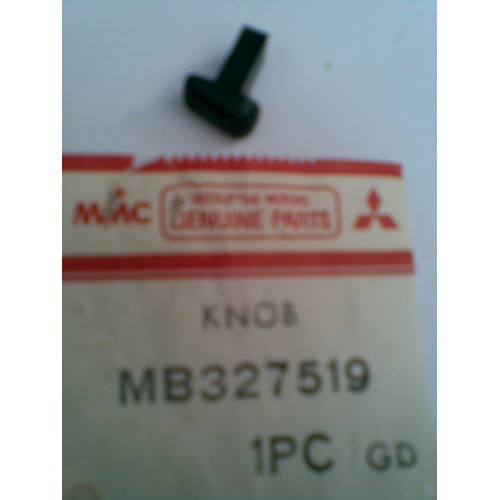 MMC
MITSUBISHI MOTORS
GENUINE PARTS
KNOB
MB327519
1PC GD